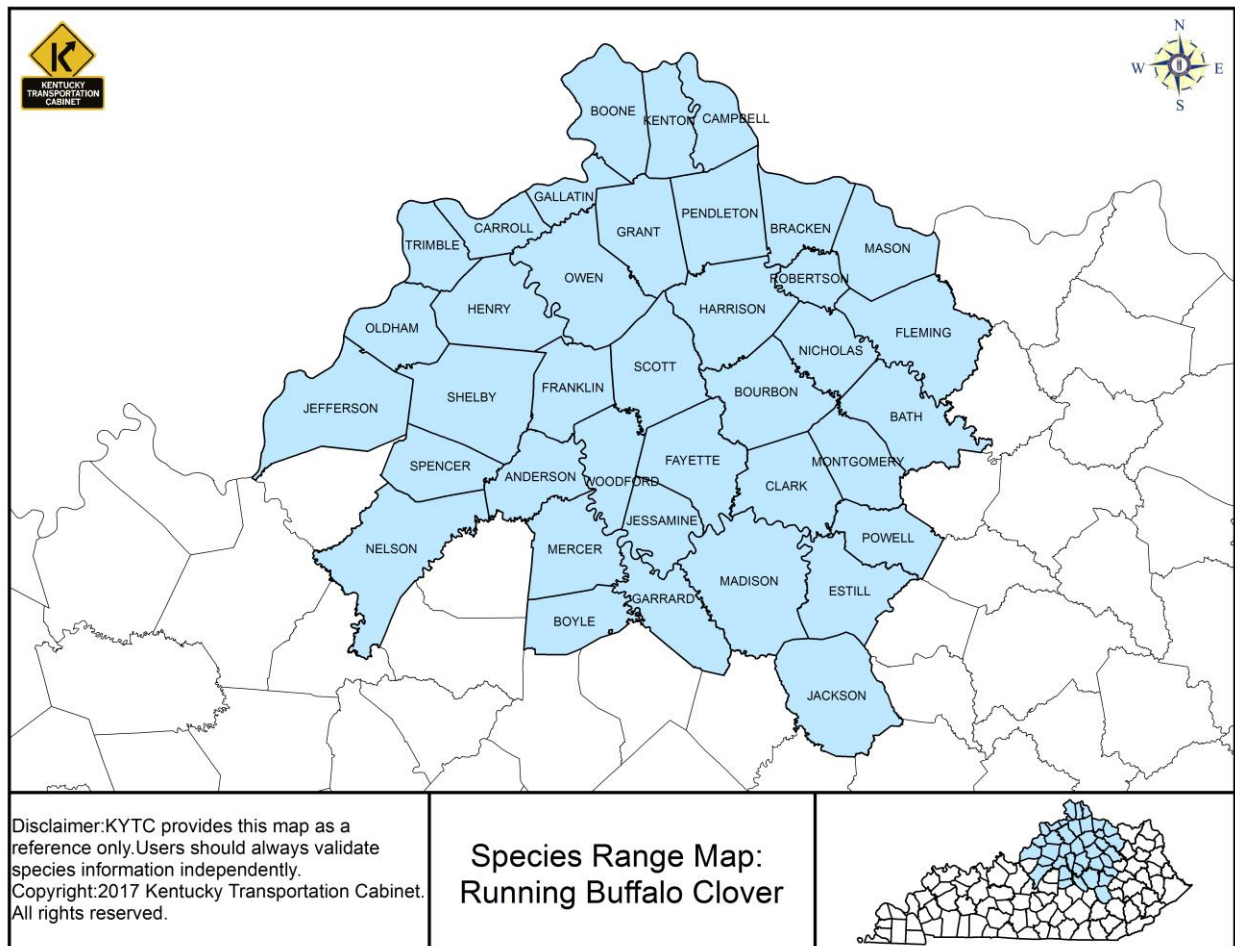 KENTUCKY
TRANSPORTATION
CABINET
N
W E
S
BOONE
KENTON
CAMPBELL
GALLATIN
CARROLL
TRIMBLE
GRANT
PENDLETON
BRACKEN
MASON
OWEN
ROBERTSON
HENRY
HARRISON
OLDHAM
FLEMING
NICHOLAS
SCOTT
FRANKLIN
SHELBY
JEFFERSON
BOURBON
BATH
SPENCER
ANDERSON
WOODFORD
FAYETTE
CLARK
MONTGOMERY
JESSAMINE
POWELL
NELSON
MERCER
MADISON
ESTILL
GARRARD
BOYLE
JACKSON
Disclaimer:KYTC provides this map as a
reference only.Users should always validate
species information independently.
Copyright:2017 Kentucky Transportation Cabinet.
All rights reserved.
Species Range Map:
Running Buffalo Clover